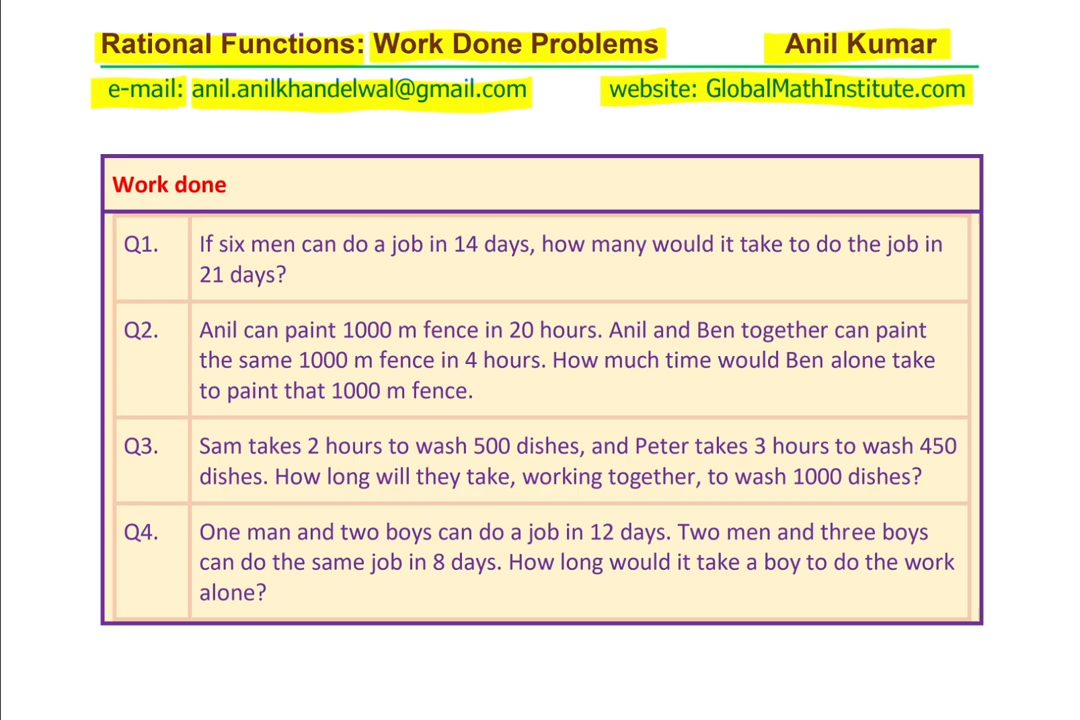 Rational Functions: Work Done Problems Anil Kumar
e-mail: anil.anilkhandelwal@gmail.com website: GlobalMathInstitute.com
Work done
Q1. If six men can do a job in 14 days, how many would it take to do the job in
21 days?
Q2. Anil can paint 1000 m fence in 20 hours. Anil and Ben together can paint
the same 1000 m fence in 4 hours. How much time would Ben alone take
to paint that 1000 m fence.
Q3. Sam takes 2 hours to wash 500 dishes, and Peter takes 3 hours to wash 450
dishes. How long will they take, working together, to wash 1000 dishes?
Q4. One man and two boys can do a job in 12 days. Two men and three boys
can do the same job in 8 days. How long would it take a boy to do the work
alone?